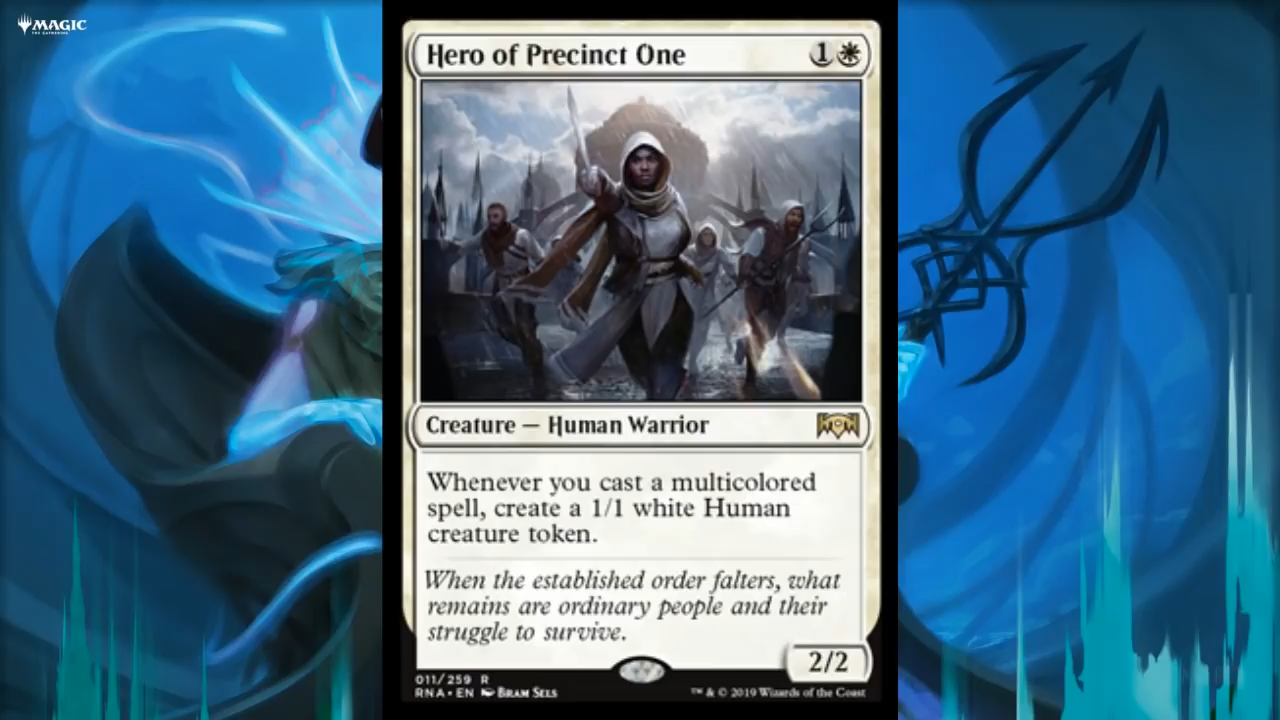 MAGIC
THE GATHERING
Hero of Precinct One 1
Creature — Human Warrior
Whenever you cast a multicolored
spell, create a 1/1 white Human
creature token.
When the established order falters, what
remains are ordinary people and their
struggle to survive.
2/2
011/259 R
RNA • EN Bram Sels
™ & © 2019 Wizards of the Coast